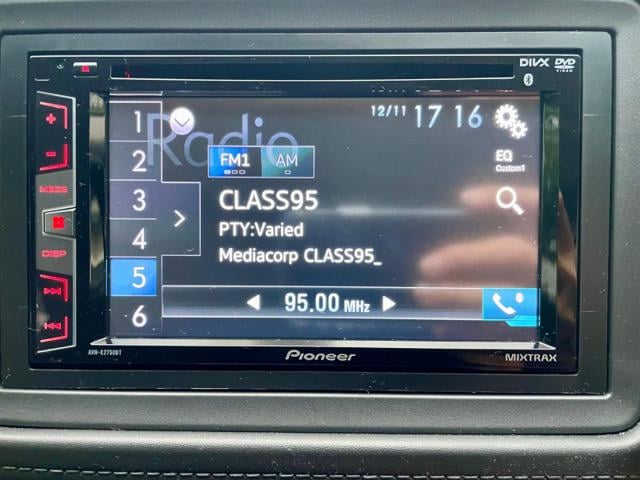 DIVX DVD
VIDEO
Radio
12/11 17 16
1
2
3
4
5
6
FM1
AM
EQ
Custom1
CLASS95
PTY:Varied
Mediacorp CLASS95_
95.00 MHz
+
-
MODE
DISP
AVH-X2750BT
Pioneer
MIXTRAX